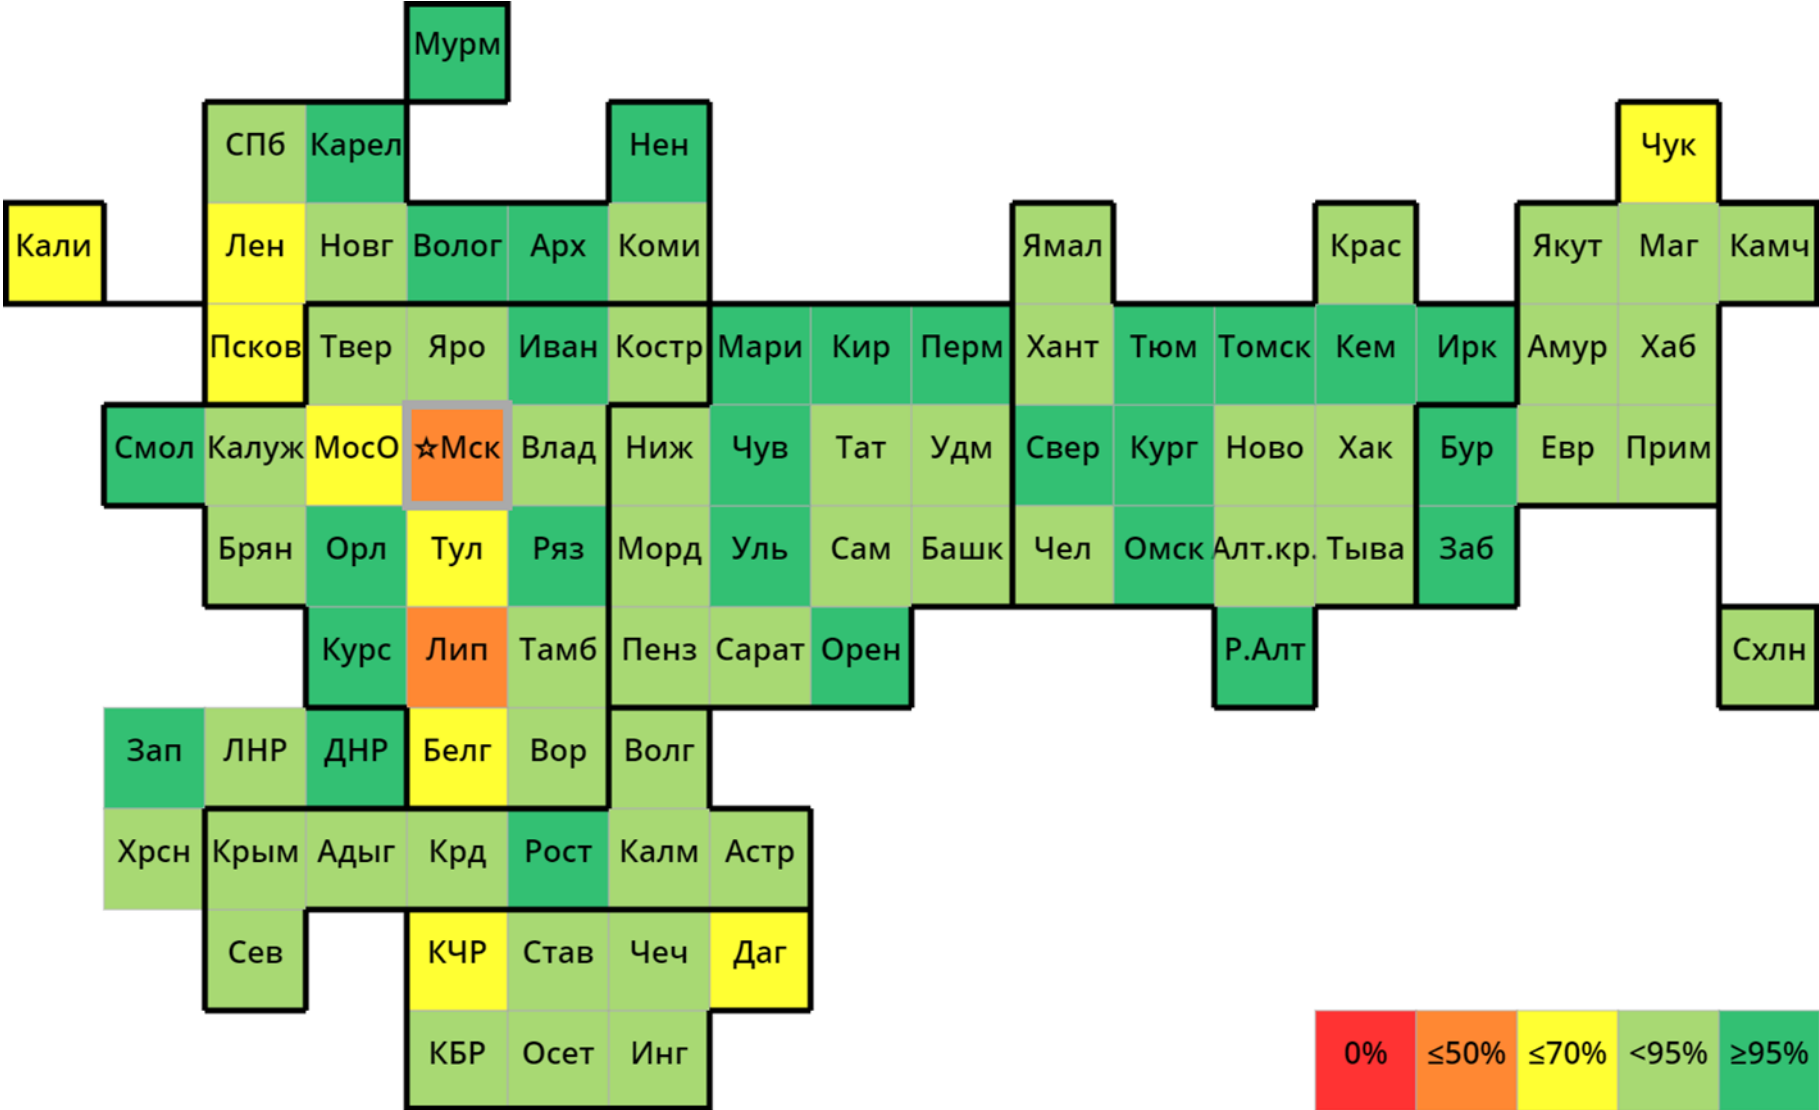 Мурм
СПб Карел Нен Чук
Кали Лен Новг Волог Арх Коми Ямал Крас Якут Маг Камч
Псков Твер Яро Иван Костр Мари Кир Перм Хант Тюм Томск Кем Ирк Амур Хаб
Смол Калуж МосО ☆Мск Влад Ниж Чув Тат Удм Свер Кург Ново Хак Бур Евр Прим
Брян Орл Тул Ряз Морд Уль Сам Башк Чел Омск Алт.кр. Тыва Заб
Курс Лип Тамб Пенз Сарат Орен Р.Алт Схлн
Зап ЛНР ДНР Белг Вор Волг
Хрсн Крым Адыг Крд Рост Калм Астр
Сев КЧР Став Чеч Даг
КБР Осет Инг 0% ≤50% ≤70% <95% ≥95%